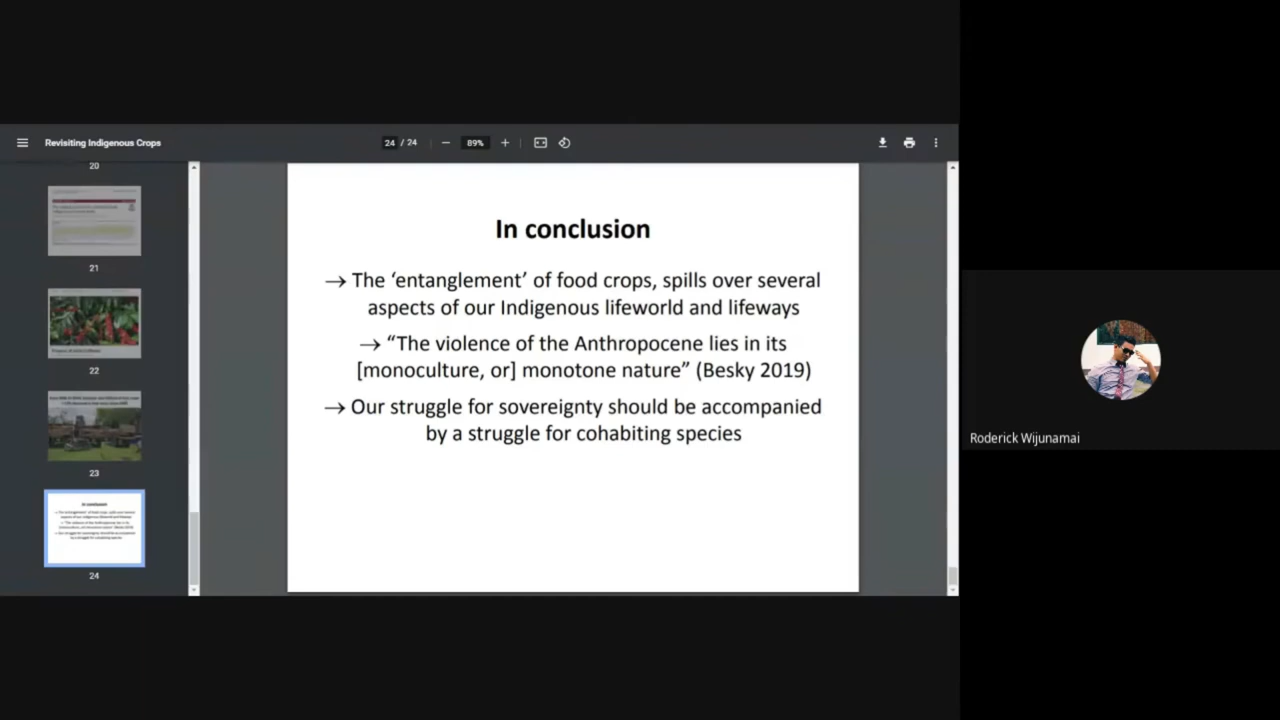 Revisiting Indigenous Crops
24 / 24
89%
20
21
22
23
24
In conclusion
→ The ‘entanglement’ of food crops, spills over several
aspects of our Indigenous lifeworld and lifeways
→ “The violence of the Anthropocene lies in its
[monoculture, or] monotone nature” (Besky 2019)
→ Our struggle for sovereignty should be accompanied
by a struggle for cohabiting species
Roderick Wijunamai